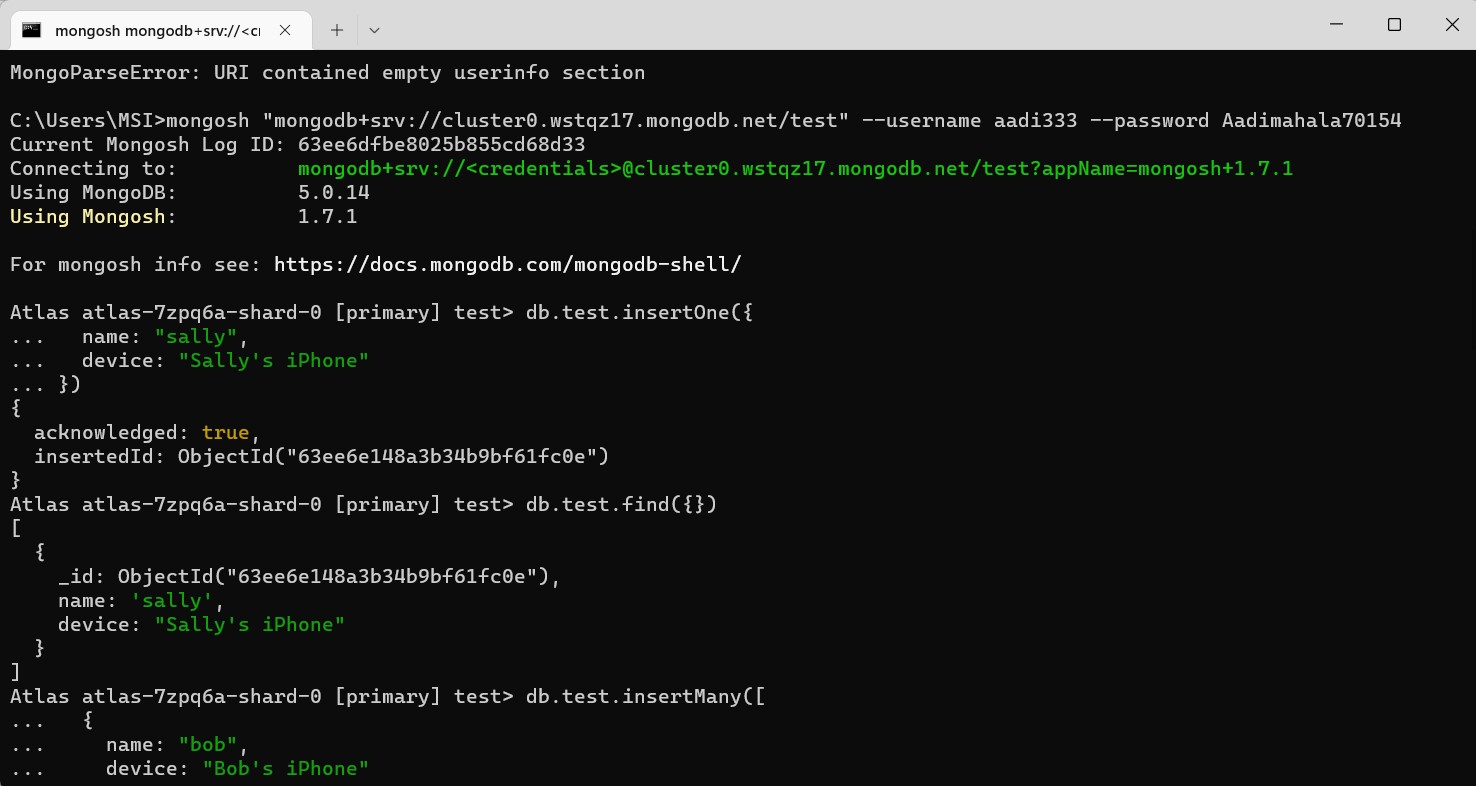 mongosh mongodb+srv://<cr
MongoParseError: URI contained empty userinfo section
C:\Users\MSI>mongosh "mongodb+srv://cluster0.wstqz17.mongodb.net/test" --username aadi333 --password Aadimahala70154
Current Mongosh Log ID: 63ee6dfbe8025b855cd68d33
Connecting to:          mongodb+srv://<credentials>@cluster0.wstqz17.mongodb.net/test?appName=mongosh+1.7.1
Using MongoDB:          5.0.14
Using Mongosh:          1.7.1
For mongosh info see: https://docs.mongodb.com/mongodb-shell/
Atlas atlas-7zpq6a-shard-0 [primary] test> db.test.insertOne({
...   name: "sally",
...   device: "Sally's iPhone"
... })
{
  acknowledged: true,
  insertedId: ObjectId("63ee6e148a3b34b9bf61fc0e")
}
Atlas atlas-7zpq6a-shard-0 [primary] test> db.test.find({})
[
  {
    _id: ObjectId("63ee6e148a3b34b9bf61fc0e"),
    name: 'sally',
    device: "Sally's iPhone"
  }
]
Atlas atlas-7zpq6a-shard-0 [primary] test> db.test.insertMany([
...   {
...     name: "bob",
...     device: "Bob's iPhone"